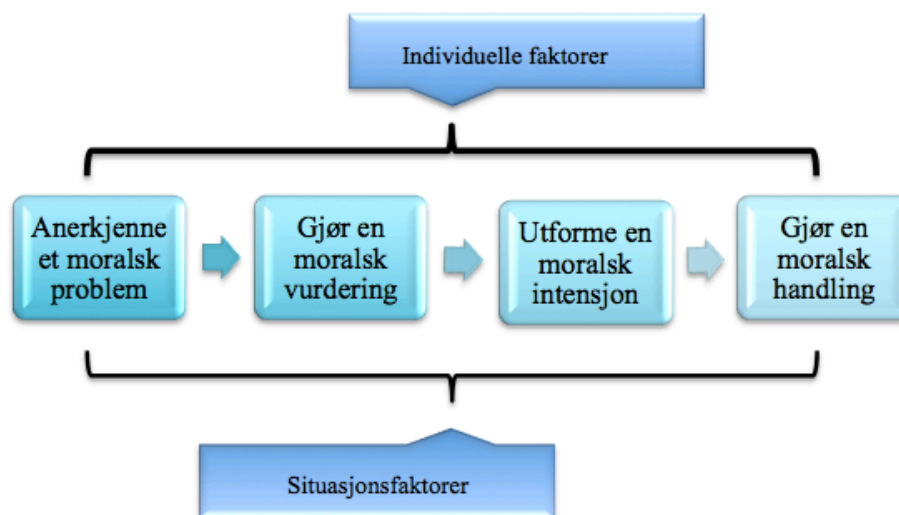 Individuelle faktorer
Anerkjenne
et moralsk
problem
Gjør en
moralsk
vurdering
Utforme en
moralsk
intensjon
Gjør en
moralsk
handling
Situasjonsfaktorer